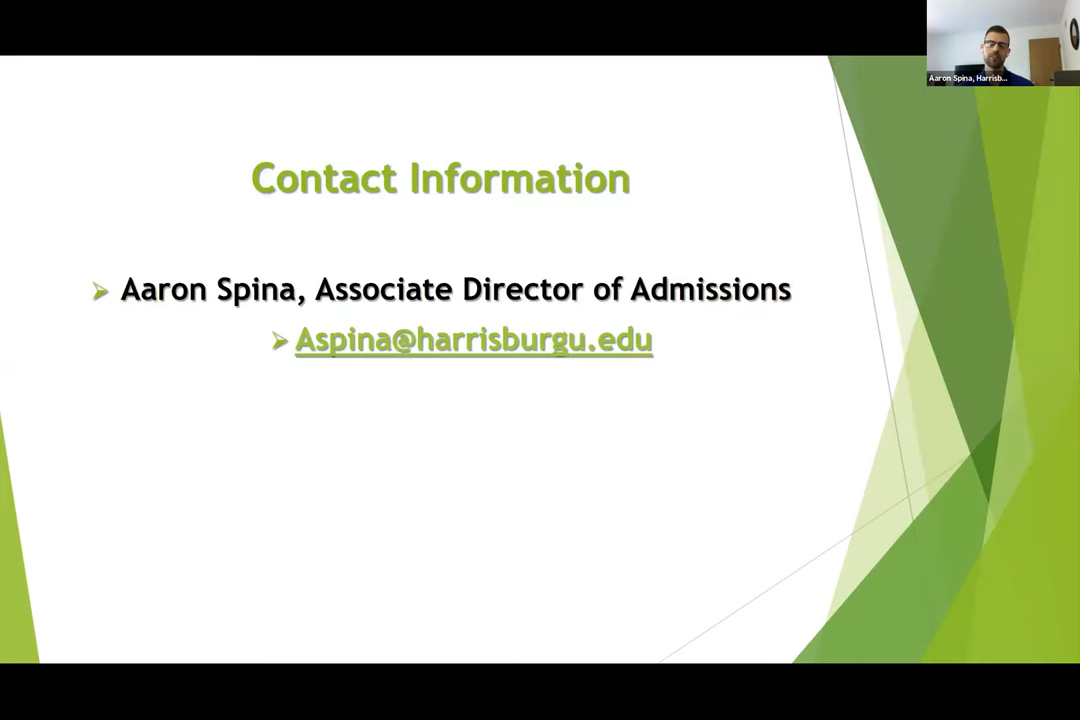 Aaron Spina, Harrisb...
Contact Information
Aaron Spina, Associate Director of Admissions
Aspina@harrisburgu.edu